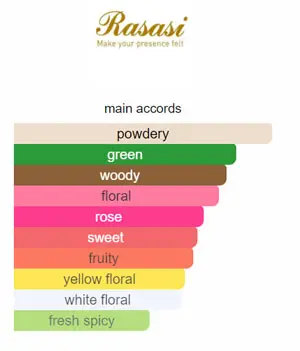 Rasasi
Make your presence felt
main accords
powdery
green
woody
floral
rose
sweet
fruity
yellow floral
white floral
fresh spicy